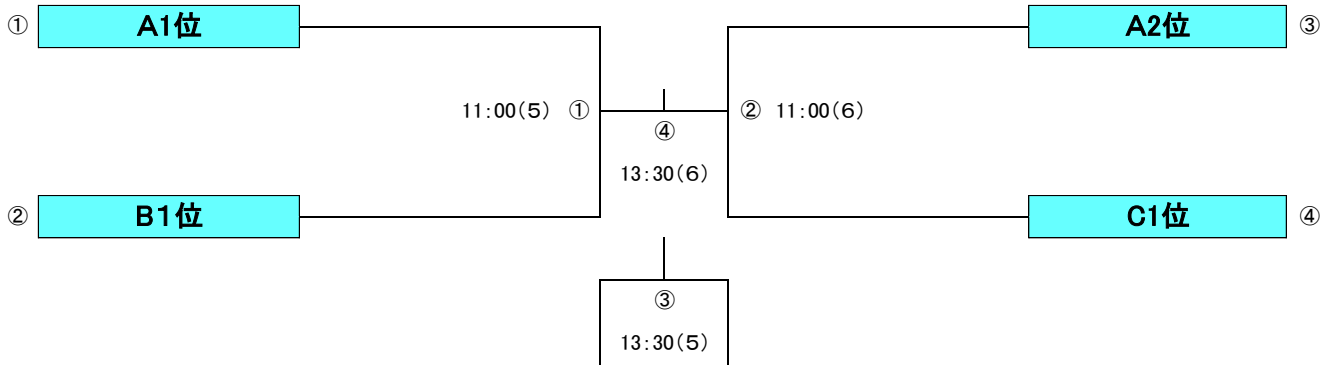 ① A1位
A2位 ③
11:00(5) ①
② 11:00(6)
④
13:30(6)
② B1位
C1位 ④
③
13:30(5)